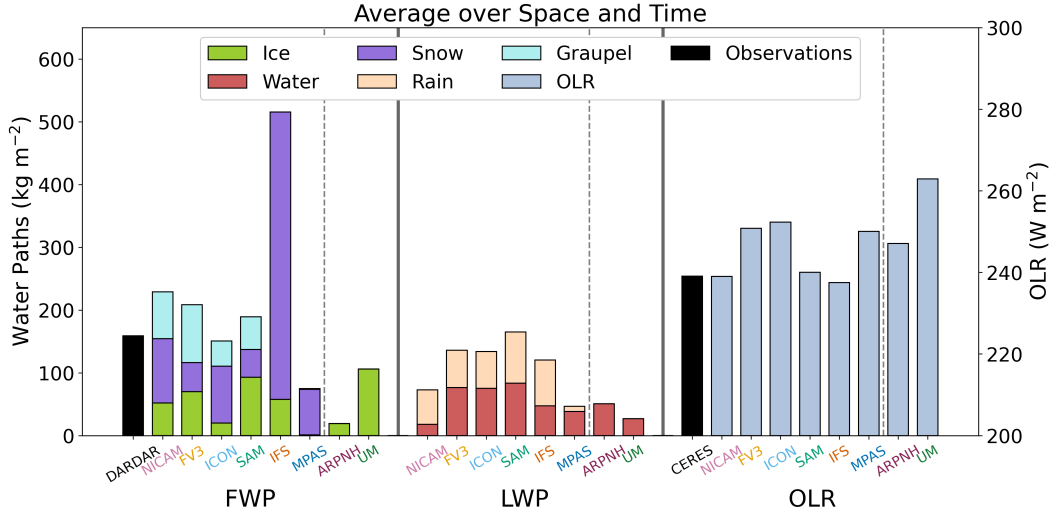 Average over Space and Time
Ice
Snow
Graupel
Observations
Water
Rain
OLR
Water Paths (kg m−2)
600
500
400
300
200
100
0
300
280
260
240
220
200
OLR (W m−2)
DARDAR
NICAM
FV3
ICON
SAM
IFS
MPAS
ARPNH
UM
NICAM
FV3
ICON
SAM
IFS
MPAS
ARPNH
UM
CERES
NICAM
FV3
ICON
SAM
IFS
MPAS
ARPNH
UM
FWP
LWP
OLR